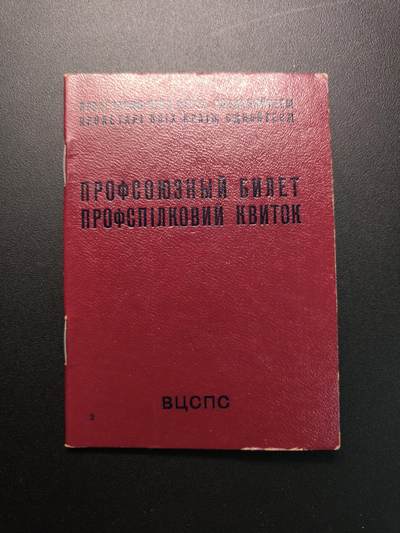 ПРОЛЕТАРИИ ВСЕХ СТРАН, СОЕДИНЯЙТЕСЬ
ПРОЛЕТАРІ ВСІХ КРАЇН, ЄДНАЙТЕСЯ
ПРОФСОЮЗНЫЙ БИЛЕТ
ПРОФСПІЛКОВИЙ КВИТОК
ВЦСПС